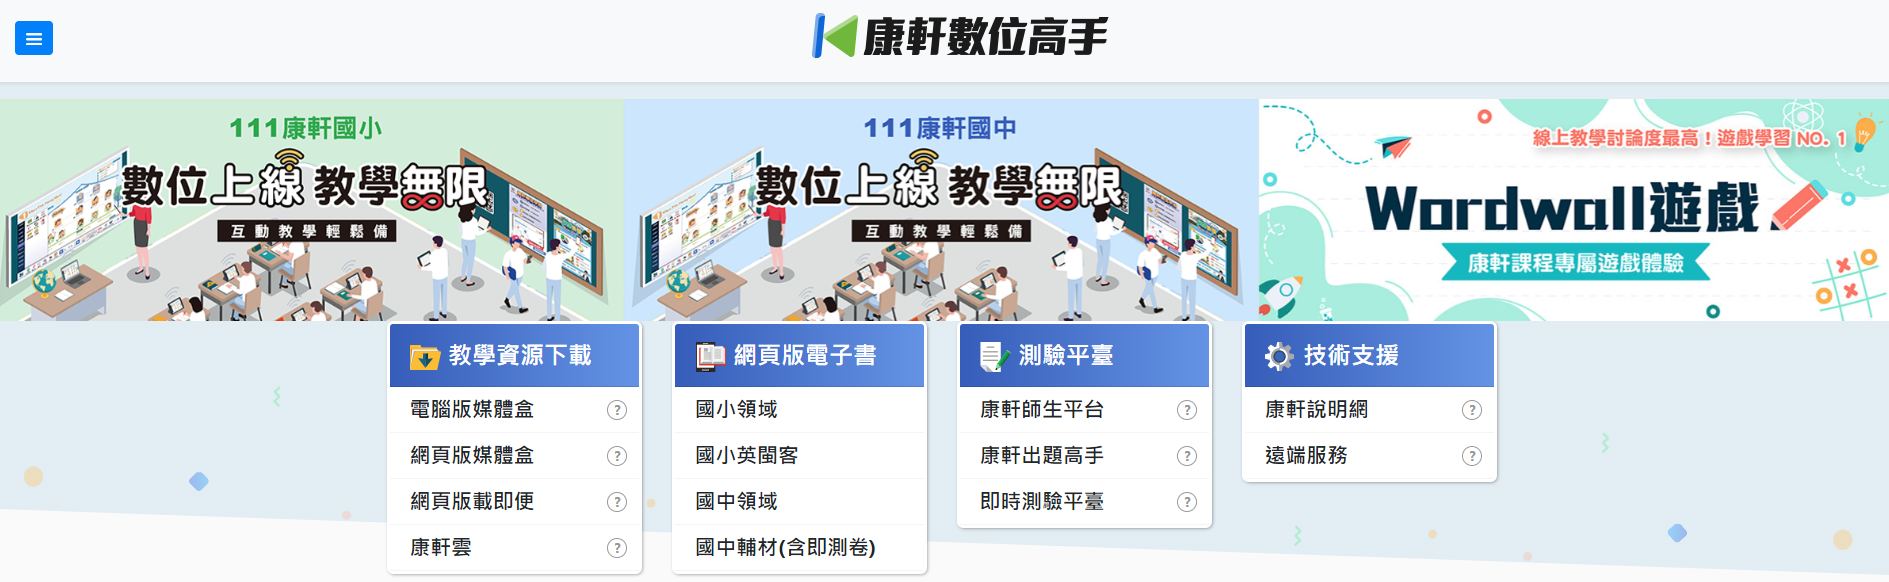 康軒數位高手
111康軒國小
數位上線 教學無限
互動教學輕鬆備
111康軒國中
數位上線 教學無限
互動教學輕鬆備
線上教學討論度最高！遊戲學習 NO. 1
Wordwall遊戲
康軒課程專屬遊戲體驗
教學資源下載
電腦版媒體盒
網頁版媒體盒
網頁版載即便
康軒雲
網頁版電子書
國小領域
國小英閩客
國中領域
國中輔材(含即測卷)
測驗平臺
康軒師生平台
康軒出題高手
即時測驗平臺
技術支援
康軒說明網
遠端服務